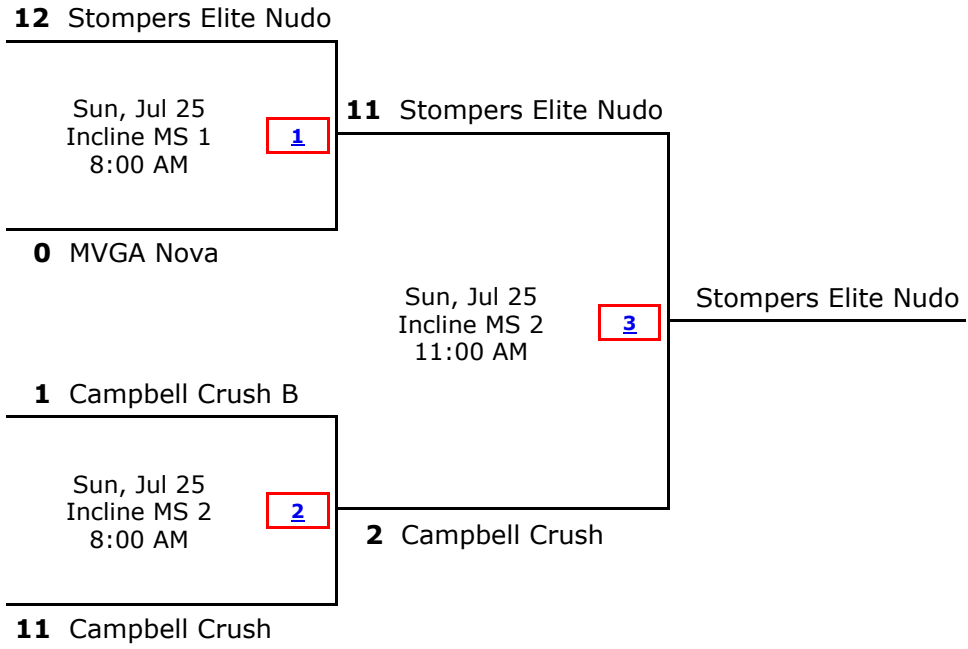 12 Stompers Elite Nudo
Sun, Jul 25
Incline MS 1
8:00 AM
1
11 Stompers Elite Nudo
0 MVGA Nova
Sun, Jul 25
Incline MS 2
11:00 AM
3
Stompers Elite Nudo
1 Campbell Crush B
Sun, Jul 25
Incline MS 2
8:00 AM
2
2 Campbell Crush
11 Campbell Crush